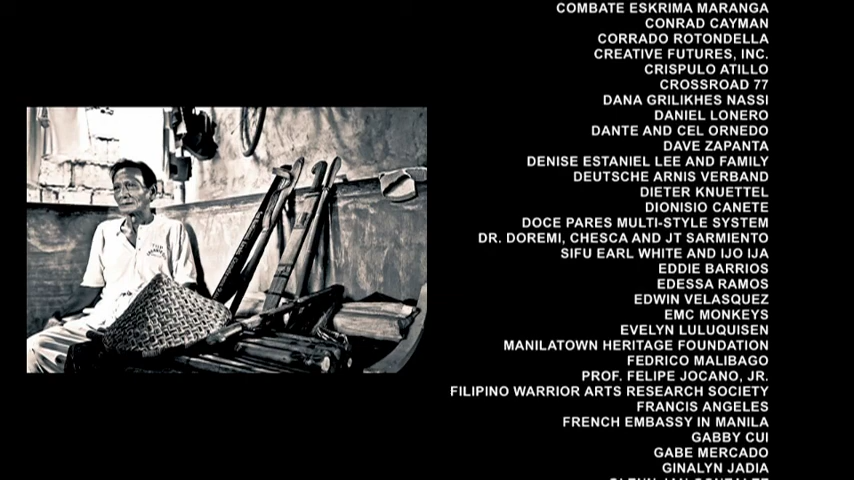 COMBATE ESKRIMA MARANGA
CONRAD CAYMAN
CORRADO ROTONDELLA
CREATIVE FUTURES, INC.
CRISPULO ATILLO
CROSSROAD 77
DANA GRILIKHES NASSI
DANIEL LONERO
DANTE AND CEL ORNEDO
DAVE ZAPANTA
DENISE ESTANIEL LEE AND FAMILY
DEUTSCHE ARNIS VERBAND
DIETER KNUETTEL
DIONISIO CANETE
DOCE PARES MULTI-STYLE SYSTEM
DR. DOREMI, CHESCA AND JT SARMIENTO
SIFU EARL WHITE AND IJO IJA
EDDIE BARRIOS
EDESSA RAMOS
EDWIN VELASQUEZ
EMC MONKEYS
EVELYN LULUQUISEN
MANILATOWN HERITAGE FOUNDATION
FEDRICO MALIBAGO
PROF. FELIPE JOCANO, JR.
FILIPINO WARRIOR ARTS RESEARCH SOCIETY
FRANCIS ANGELES
FRENCH EMBASSY IN MANILA
GABBY CUI
GABE MERCADO
GINALYN JADIA